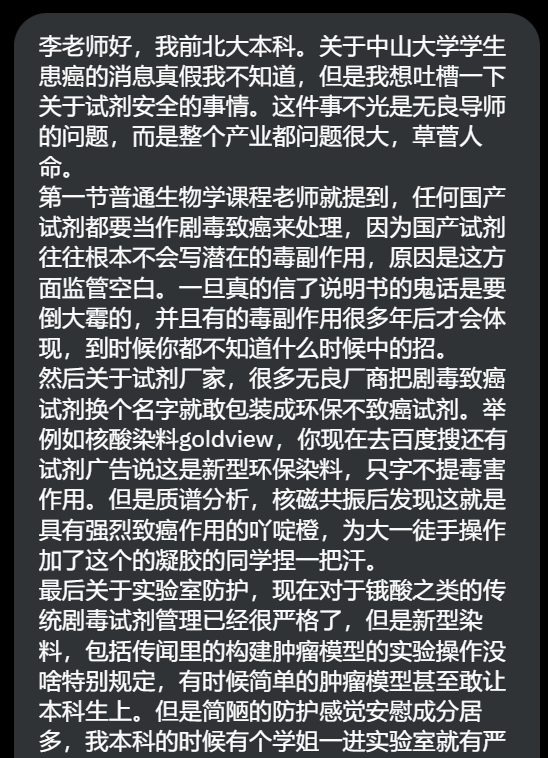 李老师好，我前北大本科。关于中山大学学生
患癌的消息真假我不知道，但是我想吐槽一下
关于试剂安全的事情。这件事不光是无良导师
的问题，而是整个产业都问题很大，草菅人
命。
第一节普通生物学课程老师就提到，任何国产
试剂都要当作剧毒致癌来处理，因为国产试剂
往往根本不会写潜在的毒副作用，原因是这方
面监管空白。一旦真的信了说明书的鬼话是要
倒大霉的，并且有的毒副作用很多年后才会体
现，到时候你都不知道什么时候中的招。
然后关于试剂厂家，很多无良厂商把剧毒致癌
试剂换个名字就敢包装成环保不致癌试剂。举
例如核酸染料goldview，你现在去百度搜还有
试剂广告说这是新型环保染料，只字不提毒害
作用。但是质谱分析，核磁共振后发现这就是
具有强烈致癌作用的吖啶橙，为大一徒手操作
加了这个的凝胶的同学捏一把汗。
最后关于实验室防护，现在对于锇酸之类的传
统剧毒试剂管理已经很严格了，但是新型染
料，包括传闻里的构建肿瘤模型的实验操作没
啥特别规定，有时候简单的肿瘤模型甚至敢让
本科生上。但是简陋的防护感觉安慰成分居
多，我本科的时候有个学姐一进实验室就有严